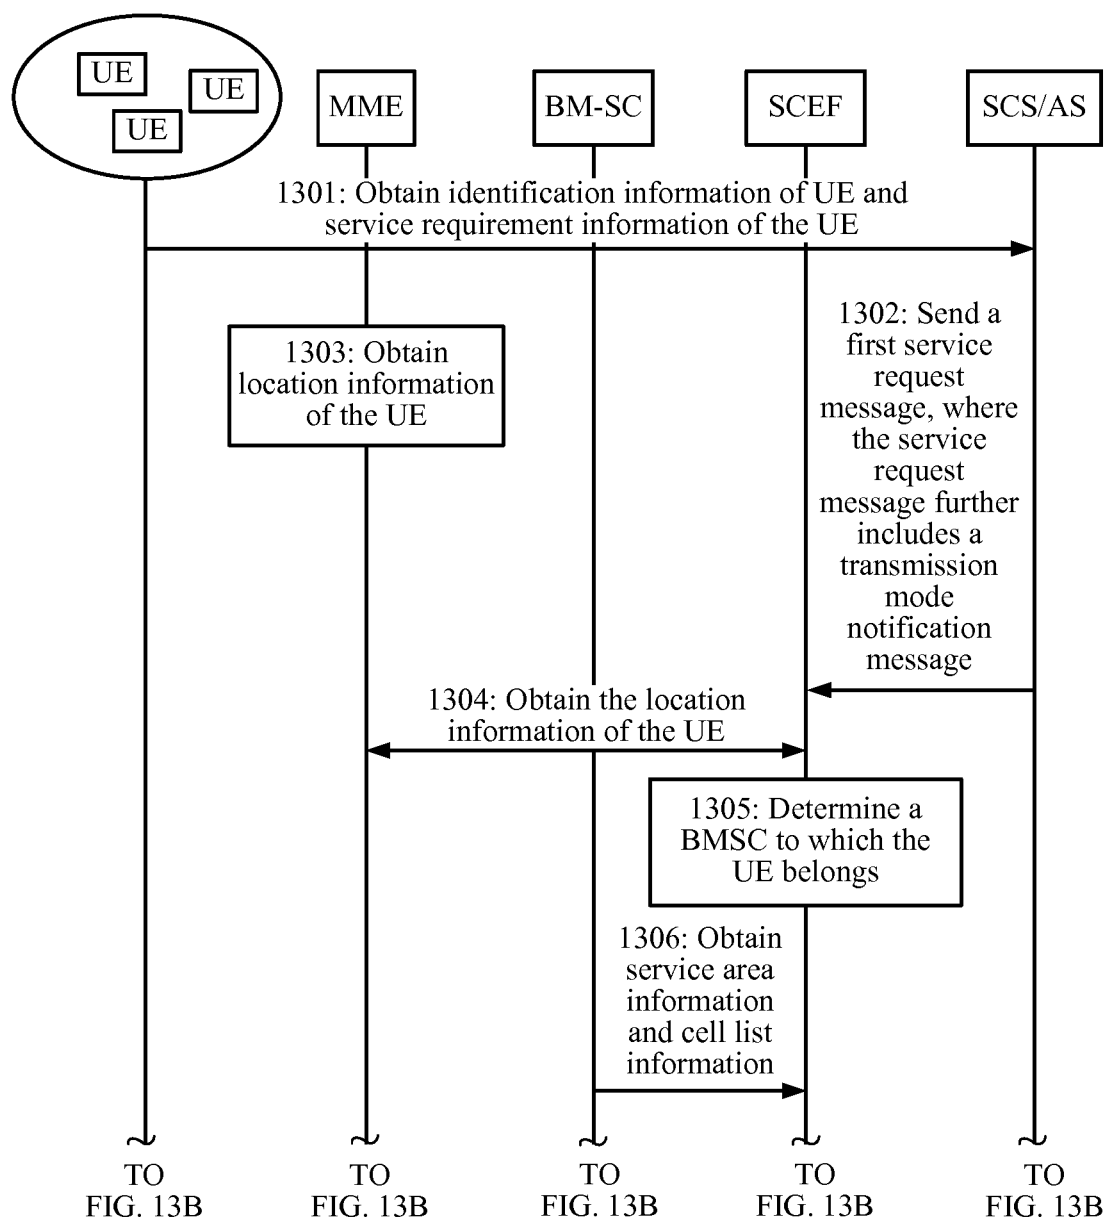 UE
UE
UE
MME
BM-SC
SCEF
SCS/AS
1301: Obtain identification information of UE and
service requirement information of the UE
1302: Send a
first service
request
message, where
the service
request
message further
includes a
transmission
mode
notification
message
1303: Obtain
location information
of the UE
1304: Obtain the location
information of the UE
1305: Determine a
BMSC to which the
UE belongs
1306: Obtain
service area
information
and cell list
information
TO
FIG. 13B
TO
FIG. 13B
TO
FIG. 13B
TO
FIG. 13B
TO
FIG. 13B